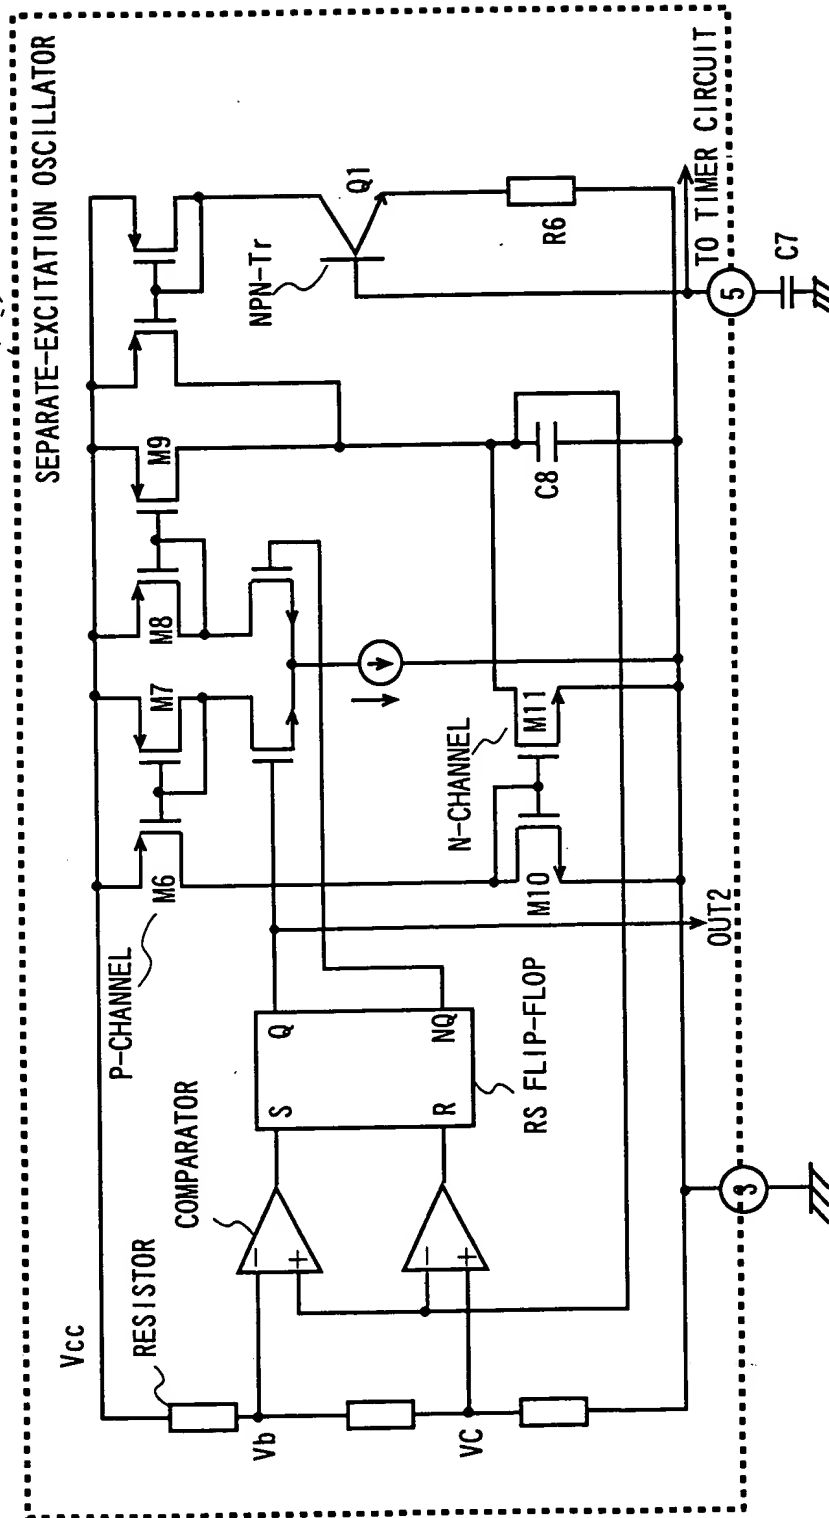 SEPARATE-EXCITATION OSCILLATOR
Vcc
RESISTOR
Vb
VC
COMPARATOR
−
+
−
+
S
Q
R
NQ
RS FLIP-FLOP
P-CHANNEL
M6
M7
M8
M9
N-CHANNEL
M10
M11
OUT2
C8
NPN-Tr
Q1
R6
TO TIMER CIRCUIT
5
C7
3